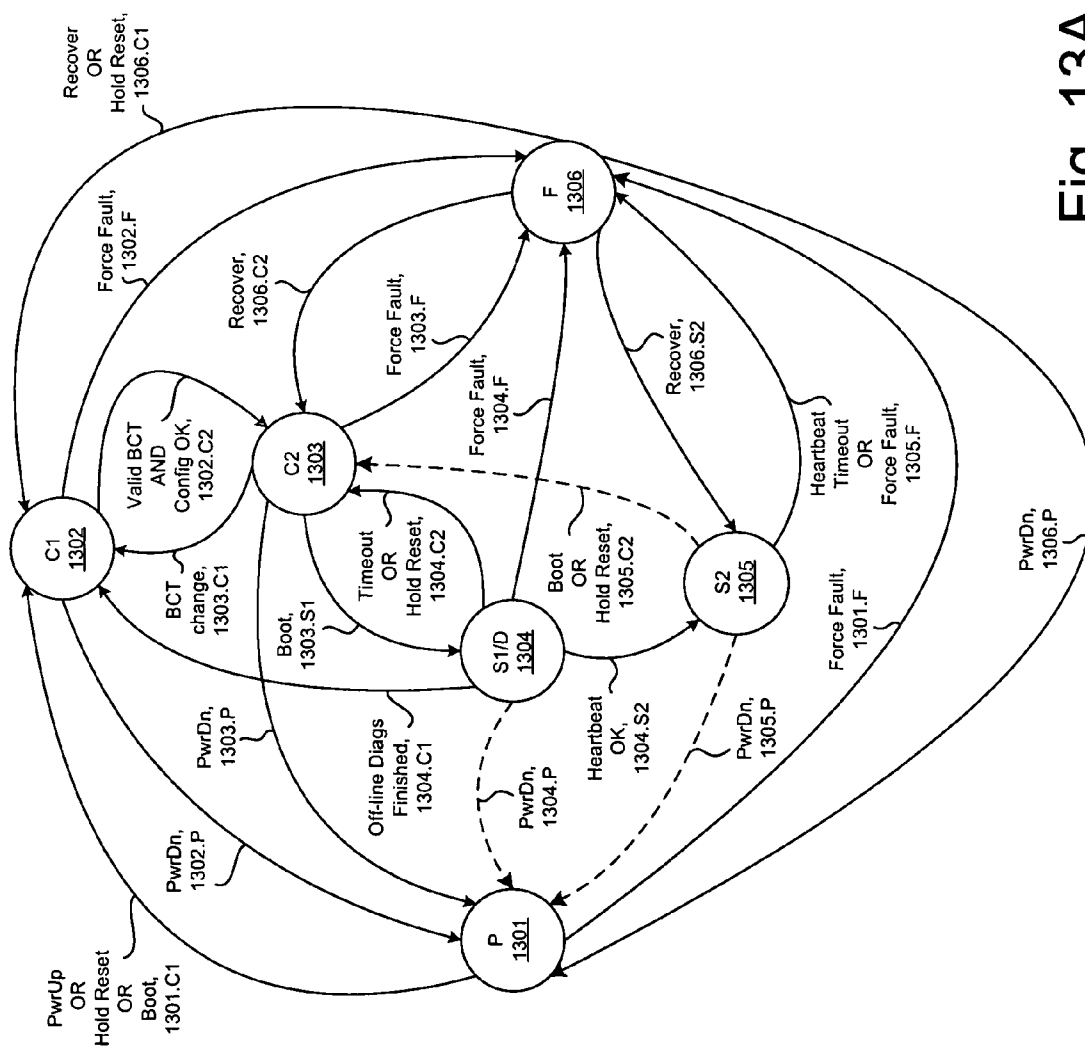 PwrUp
OR
Hold Reset
OR
Boot,
1301.C1
PwrDn,
1302.P
PwrDn,
1303.P
Off-line Diags
Finished,
1304.C1
PwrDn,
1304.P
P
1301
C1
1302
BCT
change,
1303.C1
Boot,
1303.S1
Valid BCT
AND
Config OK,
1302.C2
Force Fault,
1302.F
Recover
OR
Hold Reset,
1306.C1
C2
1303
Timeout
OR
Hold Reset,
1304.C2
Recover,
1306.C2
Force Fault,
1303.F
Force Fault,
1304.F
S1/D
1304
Heartbeat
OK,
1304.S2
Boot
OR
Hold Reset,
1305.C2
F
1306
Recover,
1306.S2
S2
1305
PwrDn,
1305.P
Heartbeat
Timeout
OR
Force Fault,
1305.F
Force Fault,
1301.F
PwrDn,
1306.P
Fig. 13A